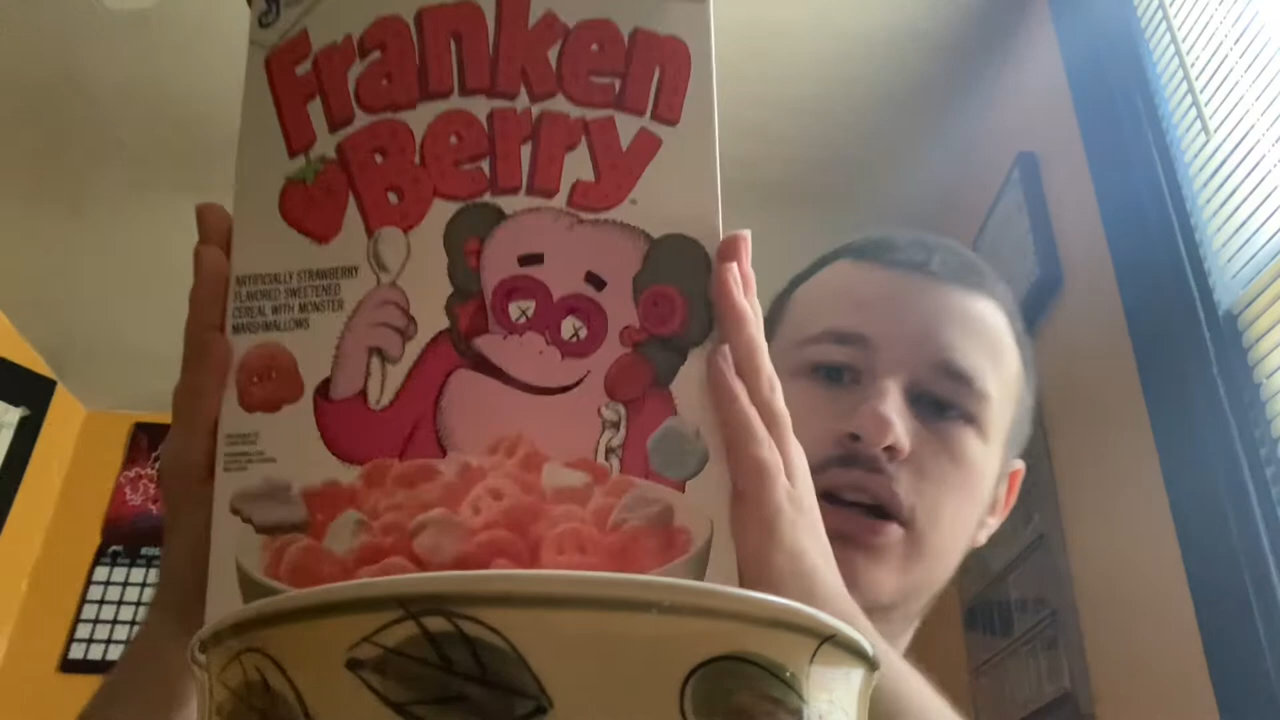 Franken
Berry
ARTIFICIALLY STRAWBERRY
FLAVORED SWEETENED
CEREAL WITH MONSTER
MARSHMALLOWS